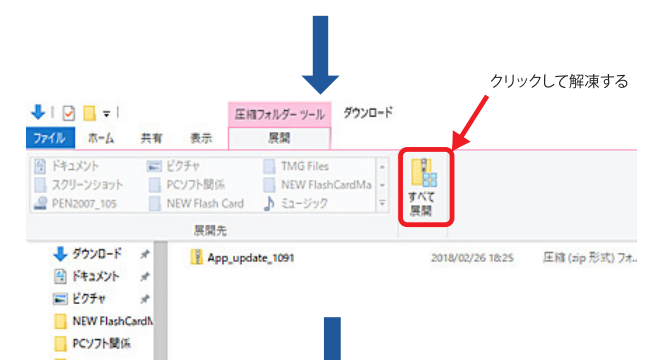 クリックして解凍する
圧縮フォルダー ツール ダウンロード
ファイル ホーム 共有 表示 展開
ドキュメント ピクチャ TMG Files
スクリーンショット PCソフト関係 NEW FlashCardMa
PEN2007_105 NEW Flash Card ミュージック
すべて
展開
展開先
ダウンロード
App_update_1091 2018/02/26 18:25 圧縮 (zip 形式) フォ...
ドキュメント
ピクチャ
NEW FlashCardM
PCソフト関係